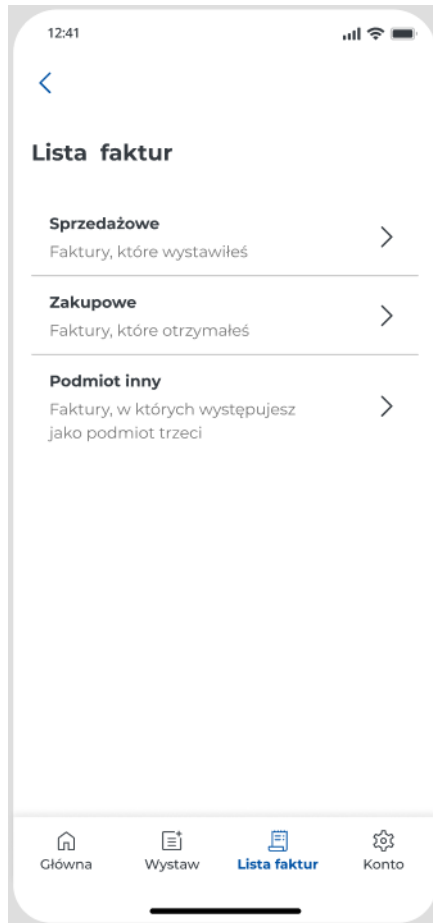 12:41
Lista faktur
Sprzedażowe
Faktury, które wystawiłeś
Zakupowe
Faktury, które otrzymałeś
Podmiot inny
Faktury, w których występujesz
jako podmiot trzeci
Główna Wystaw Lista faktur Konto